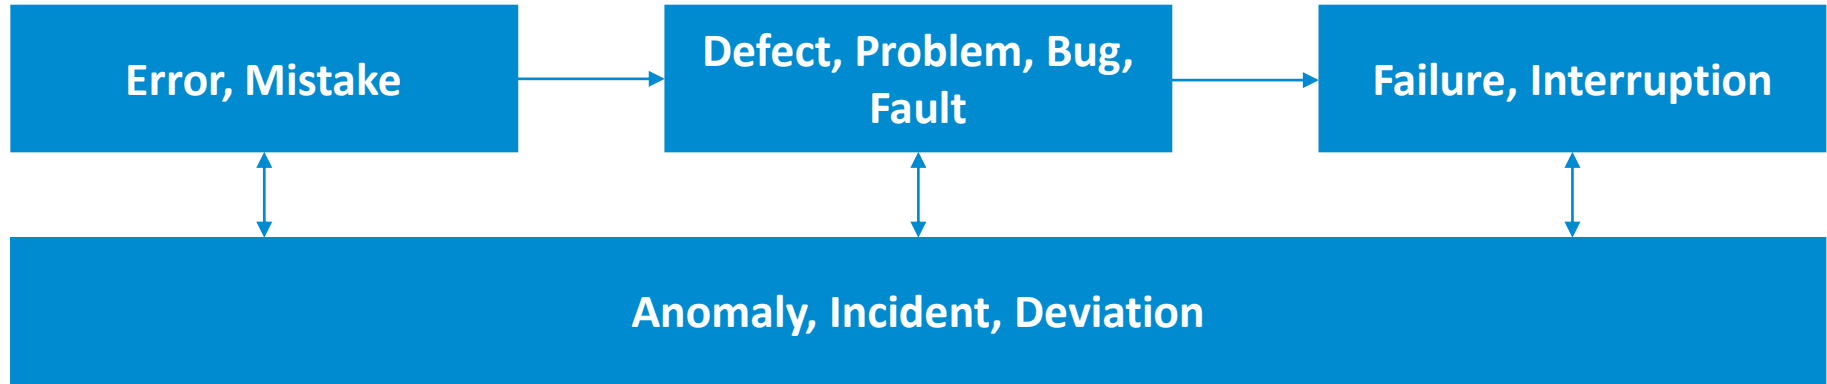 Error, Mistake
Defect, Problem, Bug,
Fault
Failure, Interruption
Anomaly, Incident, Deviation